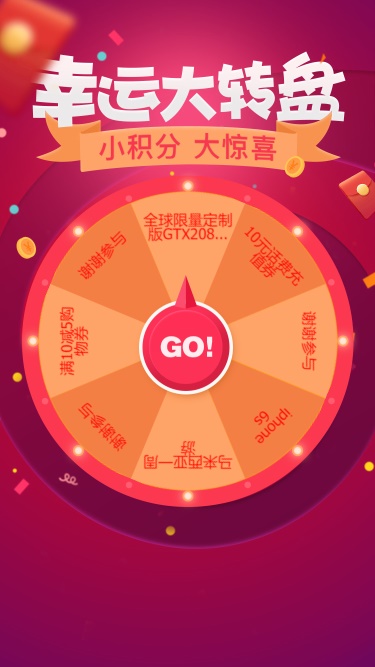 幸运大转盘
小积分 大惊喜
全球限量定制
版GTX208...
10元话费充
值券
谢谢参与
iphone
6s
马来西亚一周
游
谢谢参与
满10减5购
物券
谢谢参与
GO!